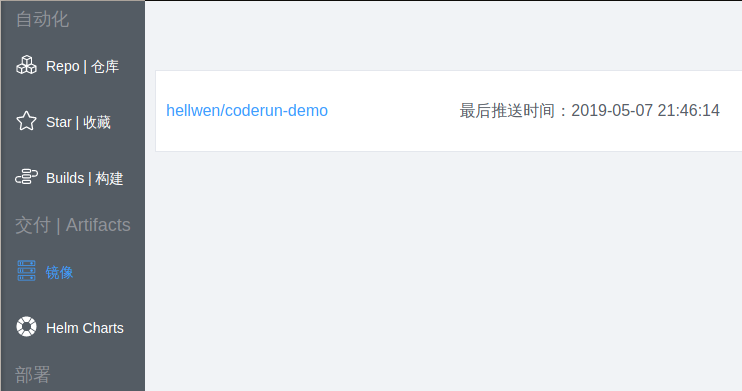 自动化
Repo | 仓库
Star | 收藏
Builds | 构建
交付 | Artifacts
镜像
Helm Charts
部署
hellwen/coderun-demo 最后推送时间：2019-05-07 21:46:14